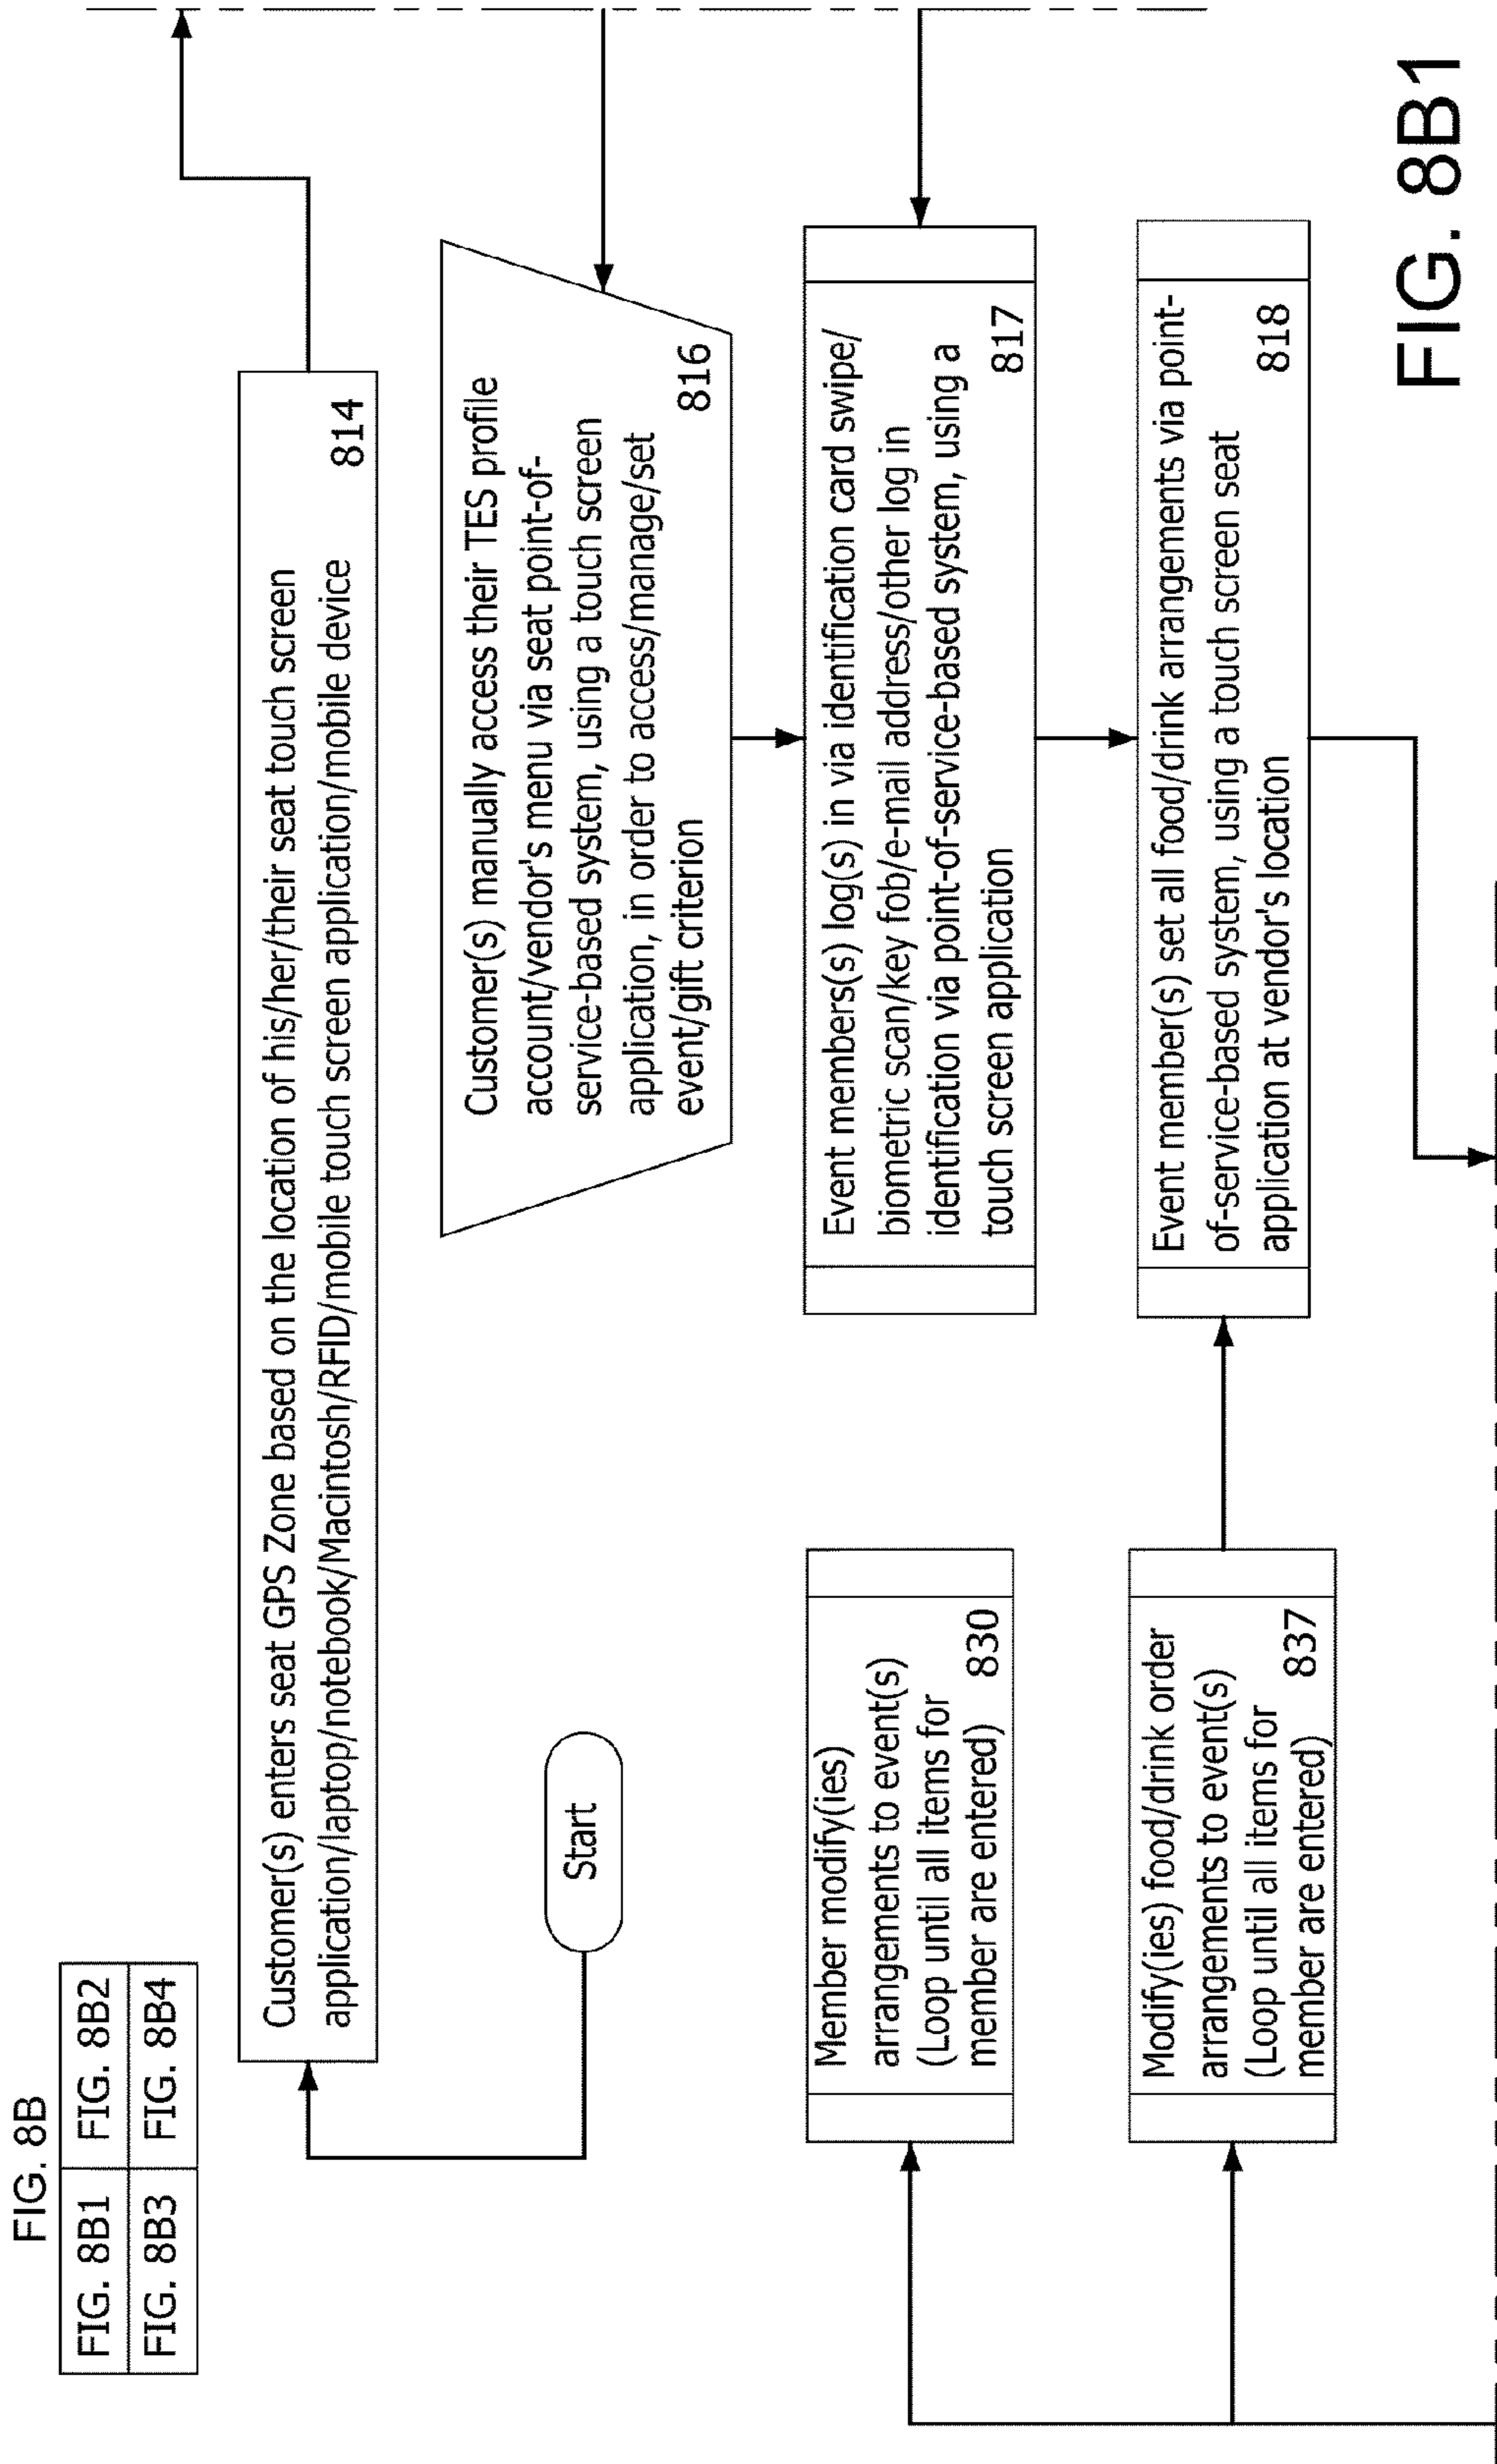 FIG. 8B
FIG. 8B1 FIG. 8B2
FIG. 8B3 FIG. 8B4
Customer(s) enters seat GPS Zone based on the location of his/her/their seat touch screen
application/laptop/notebook/Macintosh/RFID/mobile touch screen application/mobile device 814
Start
Customer(s) manually access their TES profile
account/vendor's menu via seat point-of-
service-based system, using a touch screen
application, in order to access/manage/set
event/gift criterion 816
Member modify(ies)
arrangements to event(s)
(Loop until all items for
member are entered) 830
Event members(s) log(s) in via identification card swipe/
biometric scan/key fob/e-mail address/other log in
identification via point-of-service-based system, using a
touch screen application 817
Modify(ies) food/drink order
arrangements to event(s)
(Loop until all items for
member are entered) 837
Event member(s) set all food/drink arrangements via point-
of-service-based system, using a touch screen seat
application at vendor's location 818
FIG. 8B1